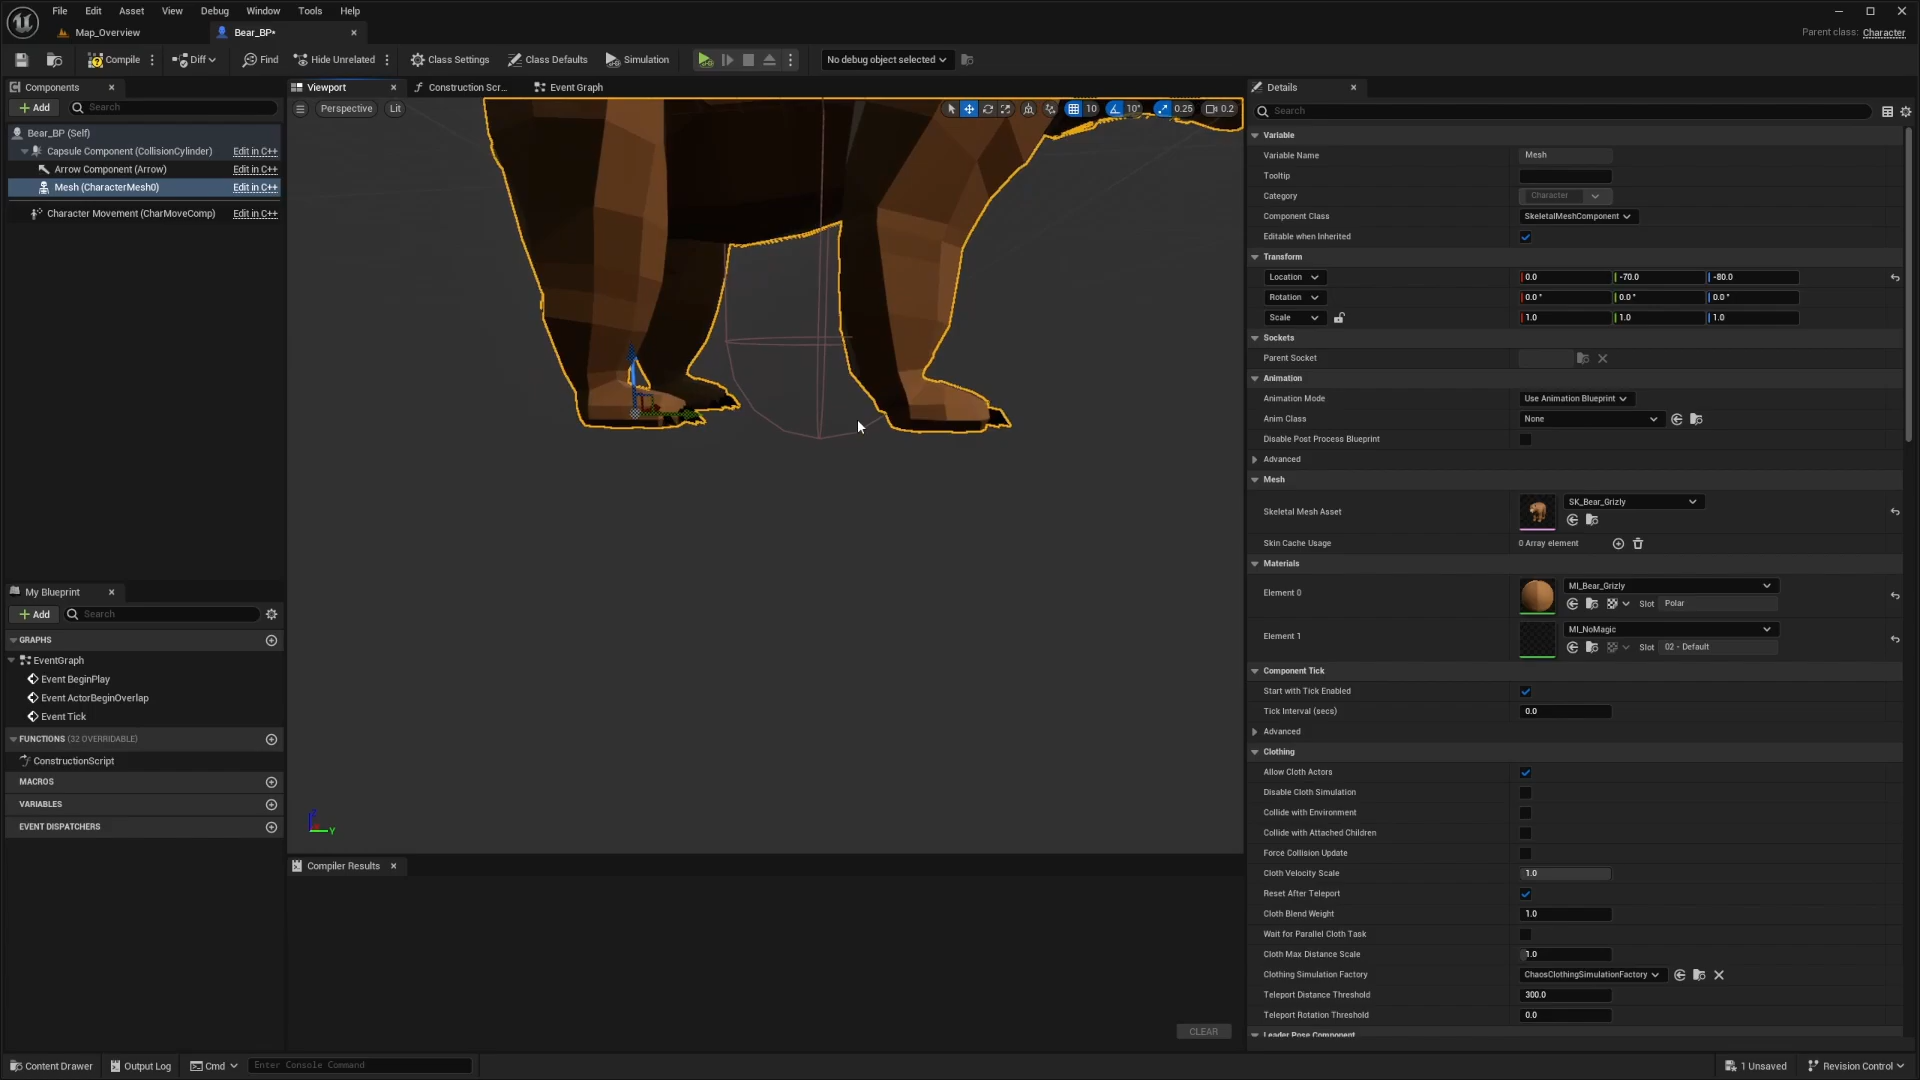 File Edit Asset View Debug Window Tools Help
Map_Overview
Bear_BP•
Parent class: Character
Compile
Diff
Find
Hide Unrelated
Class Settings
Class Defaults
Simulation
No debug object selected
Components
Add
Search
Bear_BP (Self)
Capsule Component (CollisionCylinder) Edit in C++
Arrow Component (Arrow) Edit in C++
Mesh (CharacterMesh0) Edit in C++
Character Movement (CharMoveComp) Edit in C++
Viewport
Construction Scr...
Event Graph
Perspective
Lit
10
10°
0.25
0.2
Z
Y
My Blueprint
Add
Search
GRAPHS
EventGraph
Event BeginPlay
Event ActorBeginOverlap
Event Tick
FUNCTIONS (32 OVERRIDABLE)
ConstructionScript
MACROS
VARIABLES
EVENT DISPATCHERS
Compiler Results
CLEAR
Details
Search
Variable
Variable Name Mesh
Tooltip
Category Character
Component Class SkeletalMeshComponent
Editable when Inherited
Transform
Location 0.0 -70.0 -80.0
Rotation 0.0 ° 0.0 ° 0.0 °
Scale 1.0 1.0 1.0
Sockets
Parent Socket
Animation
Animation Mode Use Animation Blueprint
Anim Class None
Disable Post Process Blueprint
Advanced
Mesh
Skeletal Mesh Asset SK_Bear_Grizly
Skin Cache Usage 0 Array element
Materials
Element 0 MI_Bear_Grizly
Slot Polar
Element 1 MI_NoMagic
Slot 02 - Default
Component Tick
Start with Tick Enabled
Tick Interval (secs) 0.0
Advanced
Clothing
Allow Cloth Actors
Disable Cloth Simulation
Collide with Environment
Collide with Attached Children
Force Collision Update
Cloth Velocity Scale 1.0
Reset After Teleport
Cloth Blend Weight 1.0
Wait for Parallel Cloth Task
Cloth Max Distance Scale 1.0
Clothing Simulation Factory ChaosClothingSimulationFactory
Teleport Distance Threshold 300.0
Teleport Rotation Threshold 0.0
Leader Pose Component
Content Drawer
Output Log
Cmd
Enter Console Command
1 Unsaved
Revision Control